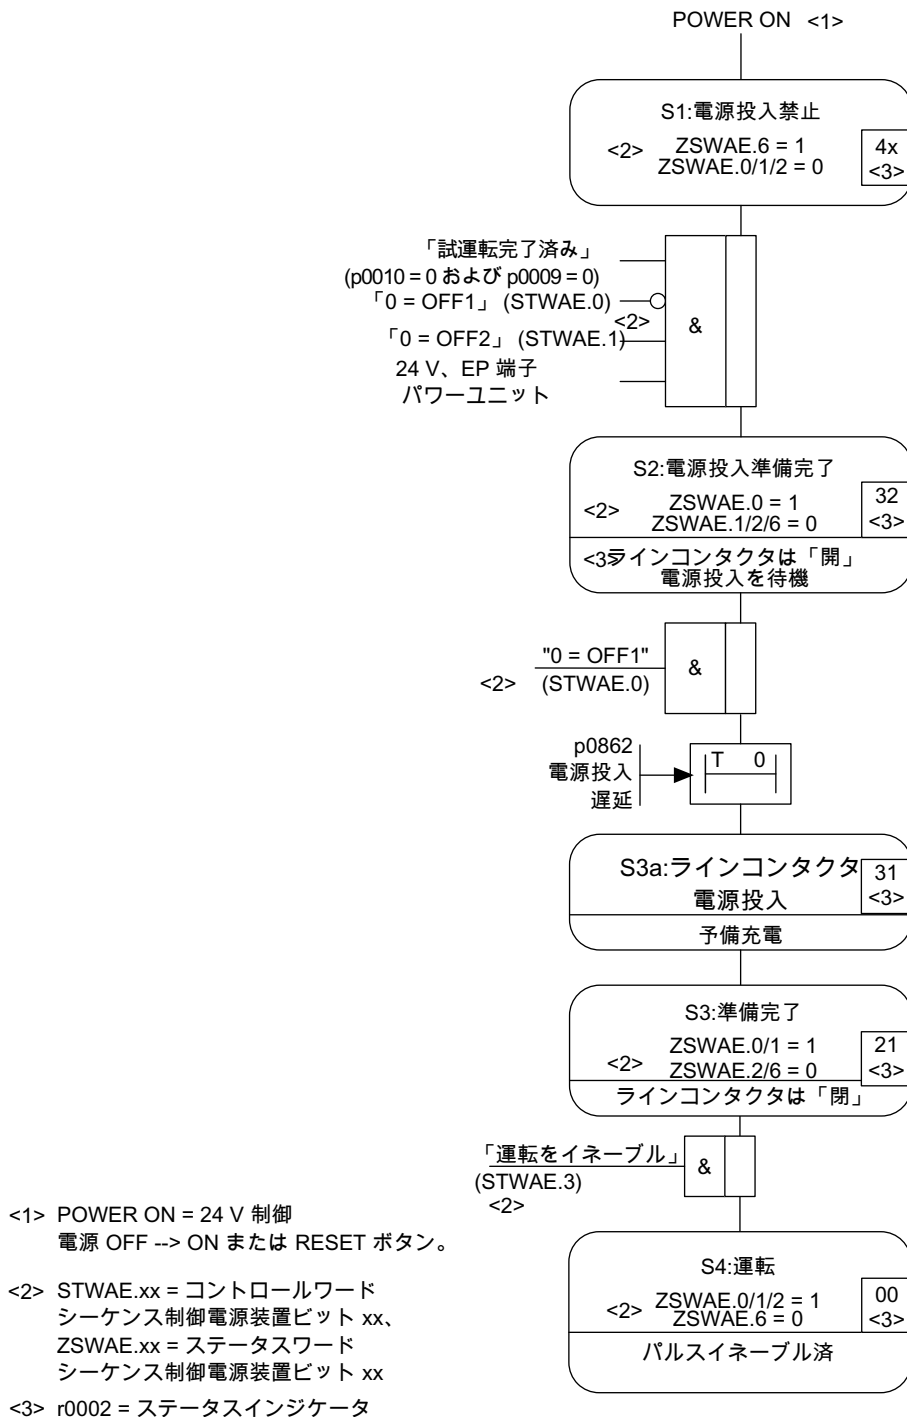 POWER ON <1>
S1:電源投入禁止
<2> ZSWAE.6 = 1
ZSWAE.0/1/2 = 0
4x
<3>
「試運転完了済み」
(p0010 = 0 および p0009 = 0)
「0 = OFF1」 (STWAE.0)
<2>
「0 = OFF2」 (STWAE.1)
24 V、EP 端子
パワーユニット
&
S2:電源投入準備完了
<2> ZSWAE.0 = 1
ZSWAE.1/2/6 = 0
32
<3>
<3>ラインコンタクタは「開」
電源投入を待機
"0 = OFF1"
<2> (STWAE.0)
&
p0862
電源投入
遅延
T 0
S3a:ラインコンタクタ
電源投入
31
<3>
予備充電
S3:準備完了
<2> ZSWAE.0/1 = 1
ZSWAE.2/6 = 0
21
<3>
ラインコンタクタは「閉」
「運転をイネーブル」
(STWAE.3)
<2>
&
S4:運転
<2> ZSWAE.0/1/2 = 1
ZSWAE.6 = 0
00
<3>
パルスイネーブル済
<1> POWER ON = 24 V 制御
電源 OFF --> ON または RESET ボタン。
<2> STWAE.xx = コントロールワード
シーケンス制御電源装置ビット xx、
ZSWAE.xx = ステータスワード
シーケンス制御電源装置ビット xx
<3> r0002 = ステータスインジケータ